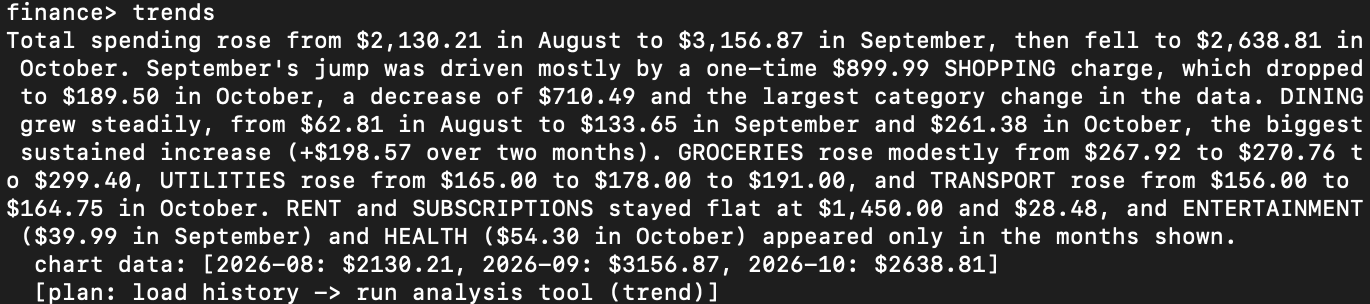 finance> trends
Total spending rose from $2,130.21 in August to $3,156.87 in September, then fell to $2,638.81 in
October. September's jump was driven mostly by a one-time $899.99 SHOPPING charge, which dropped
to $189.50 in October, a decrease of $710.49 and the largest category change in the data. DINING
grew steadily, from $62.81 in August to $133.65 in September and $261.38 in October, the biggest
sustained increase (+$198.57 over two months). GROCERIES rose modestly from $267.92 to $270.76 t
o $299.40, UTILITIES rose from $165.00 to $178.00 to $191.00, and TRANSPORT rose from $156.00 to
$164.75 in October. RENT and SUBSCRIPTIONS stayed flat at $1,450.00 and $28.48, and ENTERTAINMENT
($39.99 in September) and HEALTH ($54.30 in October) appeared only in the months shown.
chart data: [2026-08: $2130.21, 2026-09: $3156.87, 2026-10: $2638.81]
[plan: load history -> run analysis tool (trend)]